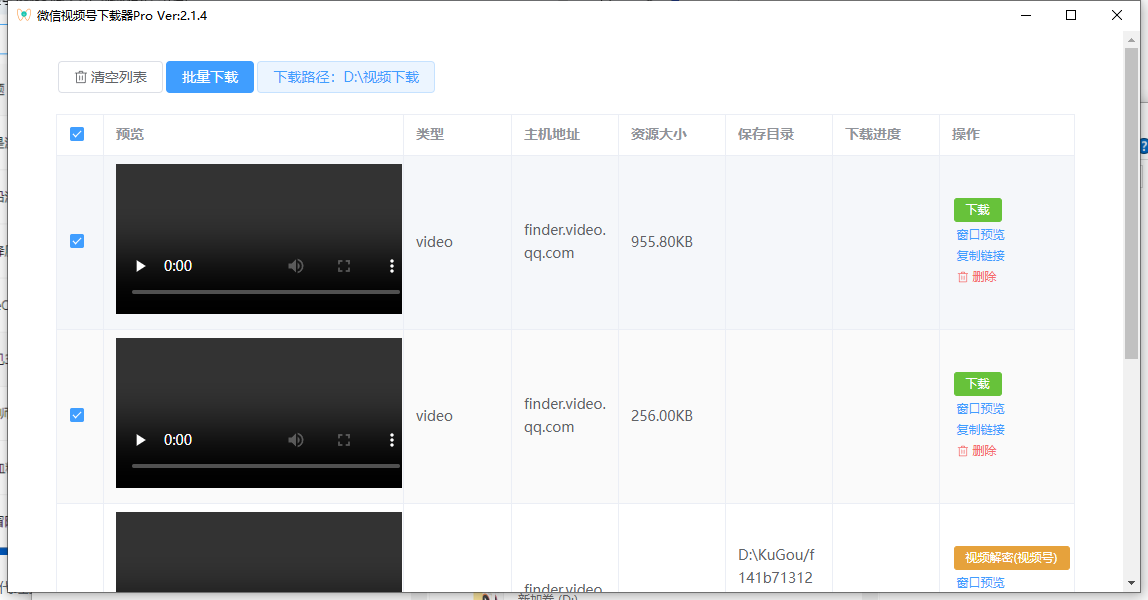 微信视频号下载器Pro Ver:2.1.4
清空列表 批量下载 下载路径：D:\视频下载
预览 类型 主机地址 资源大小 保存目录 下载进度 操作
0:00
video
finder.video.
qq.com
955.80KB
下载
窗口预览
复制链接
删除
0:00
video
finder.video.
qq.com
256.00KB
下载
窗口预览
复制链接
删除
finder.video
D:\KuGou/f
141b71312
视频解密(视频号)
窗口预览